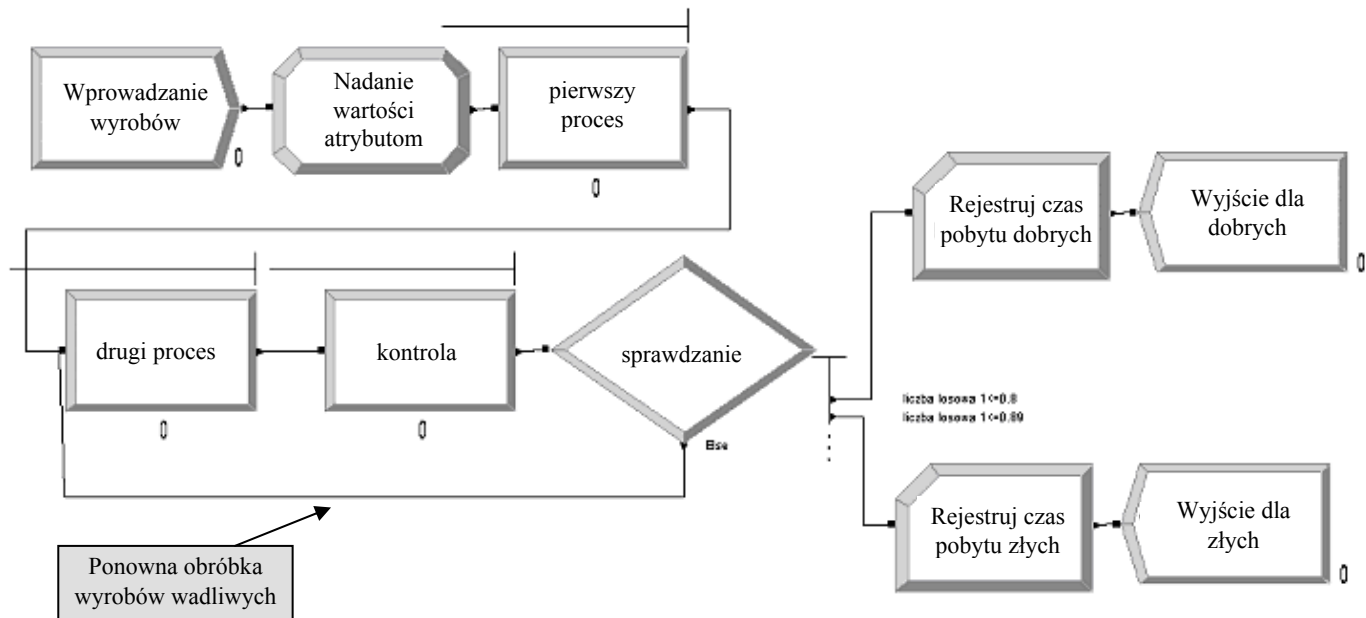 Wprowadzanie
wyrobów
0
Nadanie
wartości
atrybutom
pierwszy
proces
0
drugi proces
0
kontrola
0
sprawdzanie
Else
liczba losowa 1<=0.8
liczba losowa 1<=0.89
Rejestruj czas
pobytu dobrych
Wyjście dla
dobrych
0
Rejestruj czas
pobytu złych
Wyjście dla
złych
0
Ponowna obróbka
wyrobów wadliwych